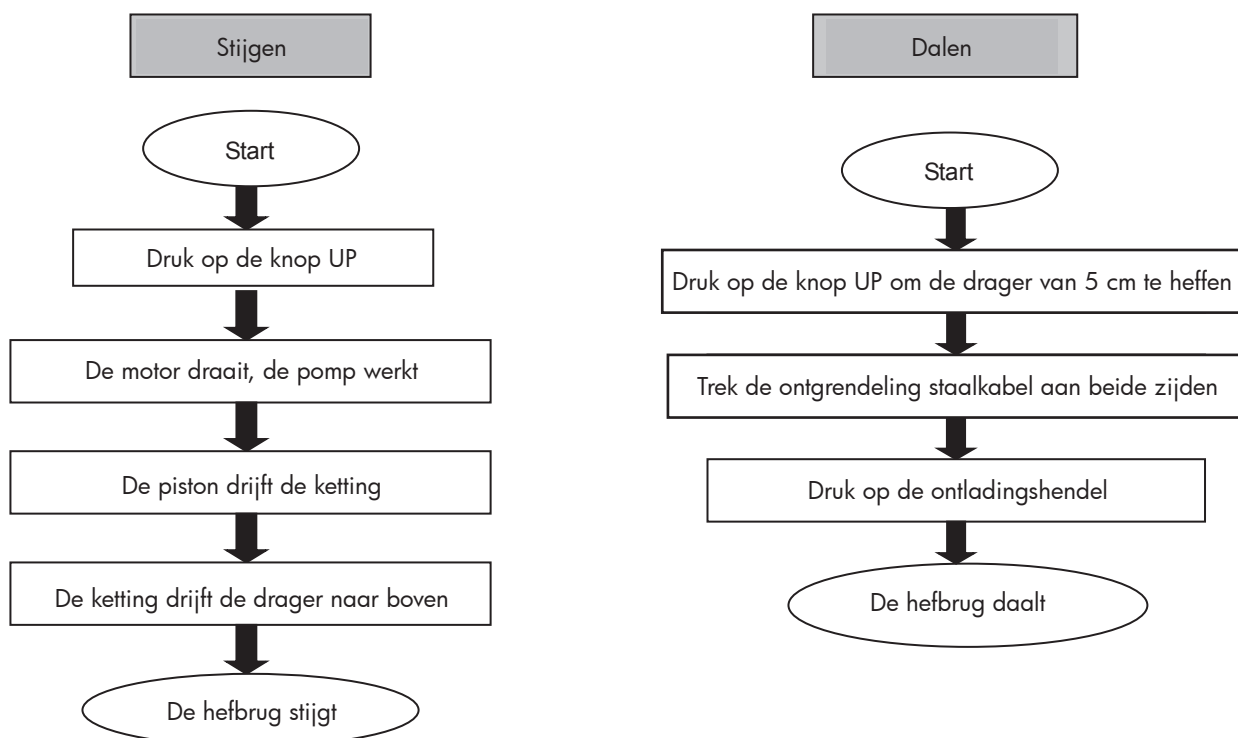 Stijgen
Start
Druk op de knop UP
De motor draait, de pomp werkt
De piston drijft de ketting
De ketting drijft de drager naar boven
De hefbrug stijgt
Dalen
Start
Druk op de knop UP om de drager van 5 cm te heffen
Trek de ontgrendeling staalkabel aan beide zijden
Druk op de ontladingshendel
De hefbrug daalt